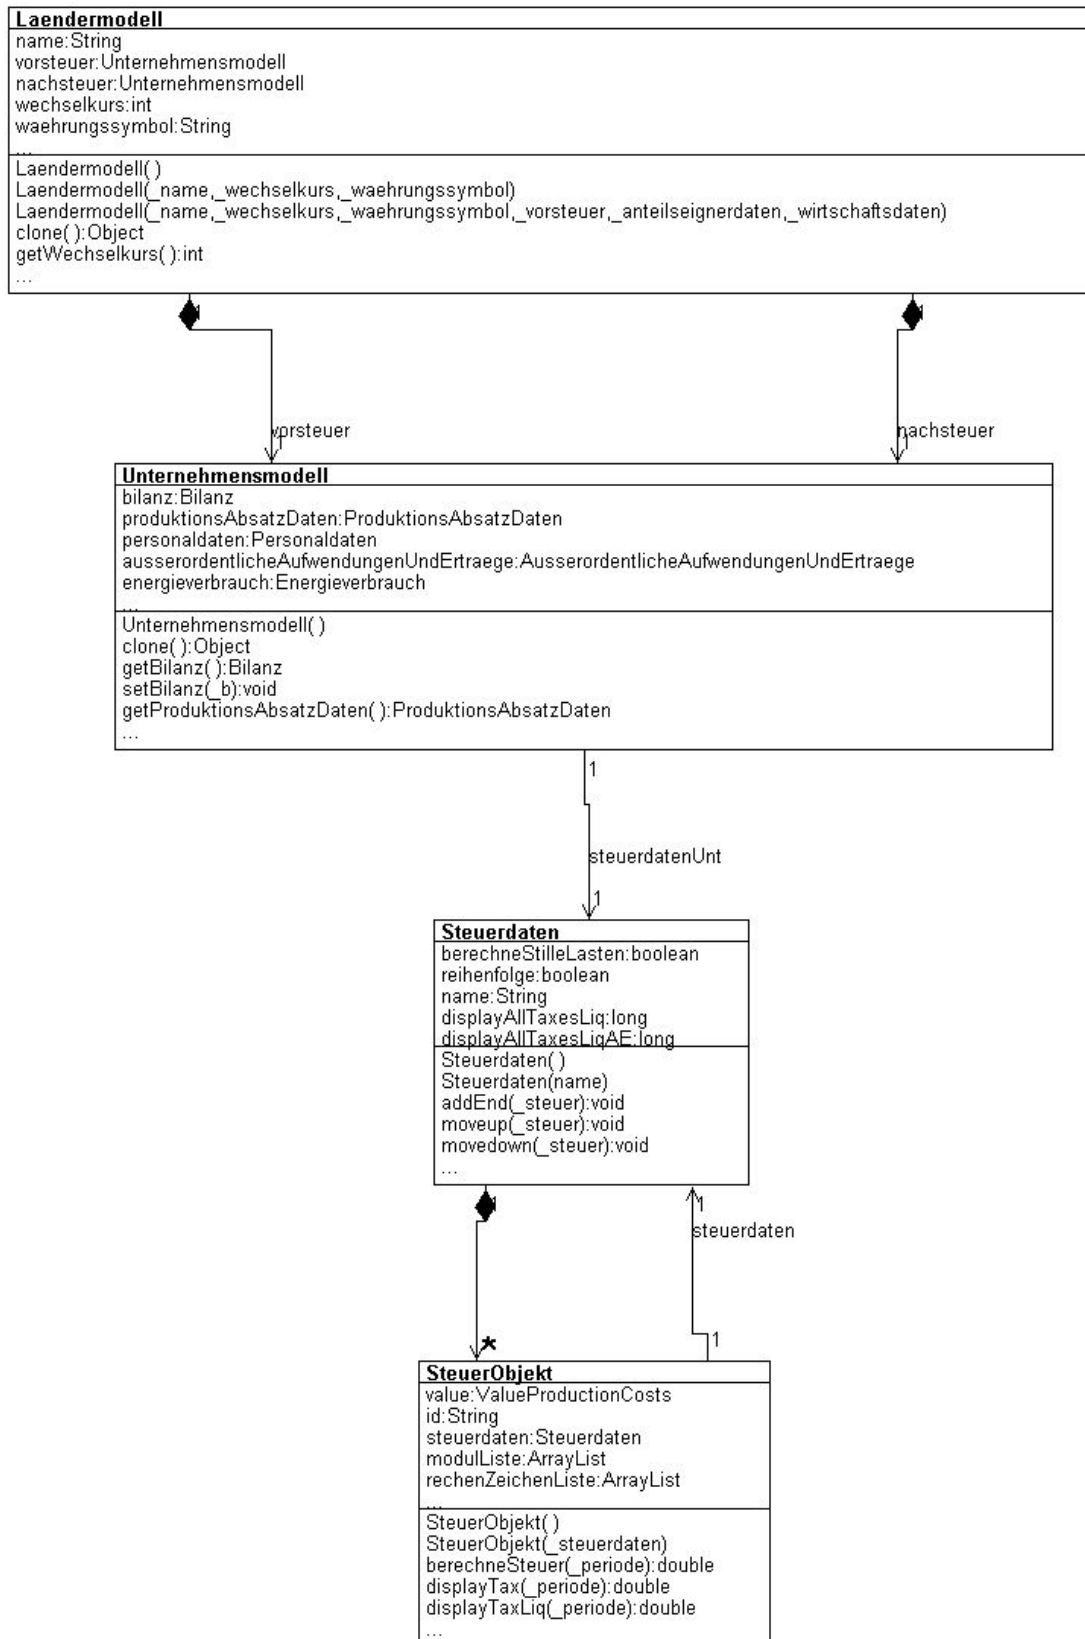 Laendermodell
name:String
vorsteuer:Unternehmensmodell
nachsteuer:Unternehmensmodell
wechselkurs:int
waehrungssymbol:String
...
Laendermodell( )
Laendermodell(_name,_wechselkurs,_waehrungssymbol)
Laendermodell(_name,_wechselkurs,_waehrungssymbol,_vorsteuer,_anteilseignerdaten,_wirtschaftsdaten)
clone( ):Object
getWechselkurs( ):int
...
1
1
vorsteuer
1
nachsteuer
1
Unternehmensmodell
bilanz:Bilanz
produktionsAbsatzDaten:ProduktionsAbsatzDaten
personaldaten:Personaldaten
ausserordentlicheAufwendungenUndErtraege:AusserordentlicheAufwendungenUndErtraege
energieverbrauch:Energieverbrauch
...
Unternehmensmodell( )
clone( ):Object
getBilanz( ):Bilanz
setBilanz(_b):void
getProduktionsAbsatzDaten( ):ProduktionsAbsatzDaten
...
1
steuerdatenUnt
1
Steuerdaten
berechneStilleLasten:boolean
reihenfolge:boolean
name:String
displayAllTaxesLiq:long
displayAllTaxesLiqAE:long
Steuerdaten( )
Steuerdaten(name)
addEnd(_steuer):void
moveup(_steuer):void
movedown(_steuer):void
...
1
1
steuerdaten
*
1
SteuerObjekt
value:ValueProductionCosts
id:String
steuerdaten:Steuerdaten
modulListe:ArrayList
rechenZeichenListe:ArrayList
...
SteuerObjekt( )
SteuerObjekt(_steuerdaten)
berechneSteuer(_periode):double
displayTax(_periode):double
displayTaxLiq(_periode):double
...